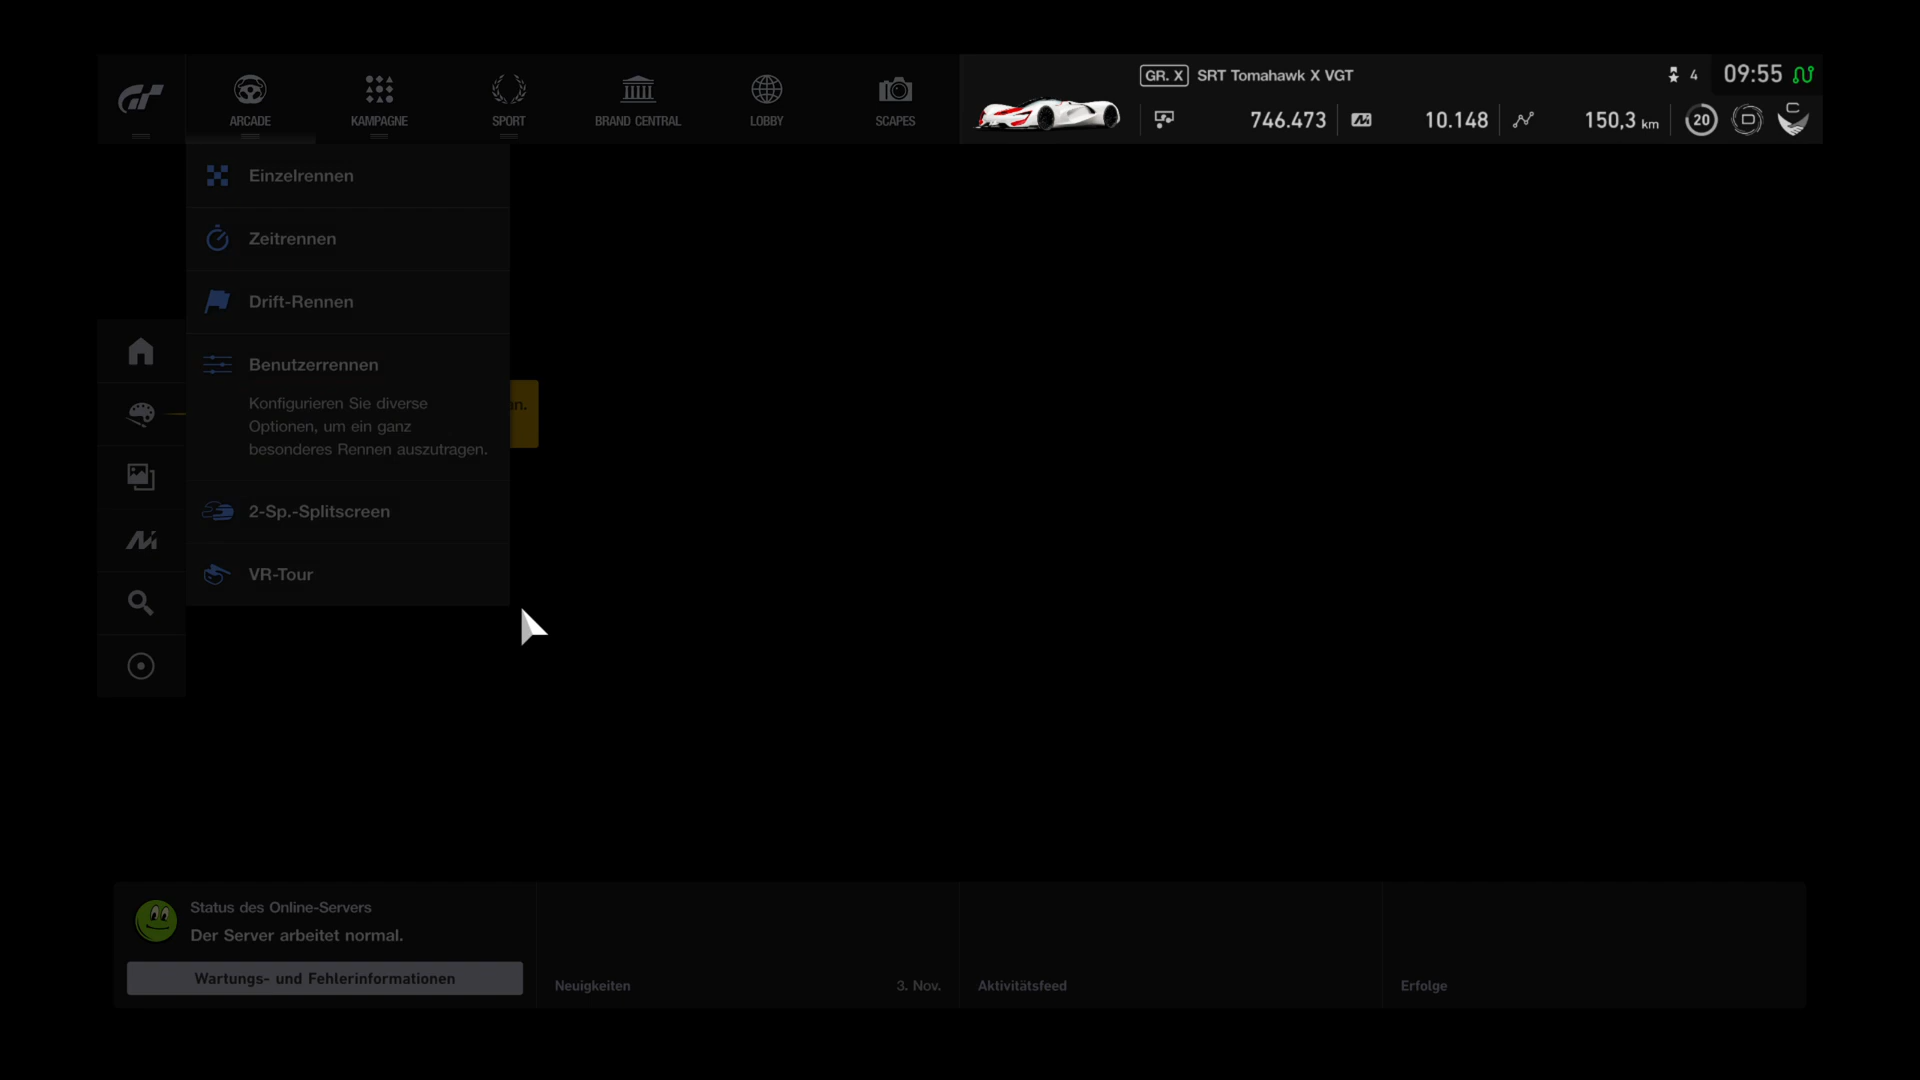 GR. X SRT Tomahawk X VGT 4 09:55
ARCADE KAMPAGNE SPORT BRAND CENTRAL LOBBY SCAPES 746.473 10.148 150,3 km 20 C
Einzelrennen
Zeitrennen
Drift-Rennen
Benutzerrennen
Konfigurieren Sie diverse
Optionen, um ein ganz
besonderes Rennen auszutragen.
2-Sp.-Splitscreen
VR-Tour
Status des Online-Servers
Der Server arbeitet normal.
Wartungs- und Fehlerinformationen
Neuigkeiten 3. Nov. Aktivitätsfeed Erfolge